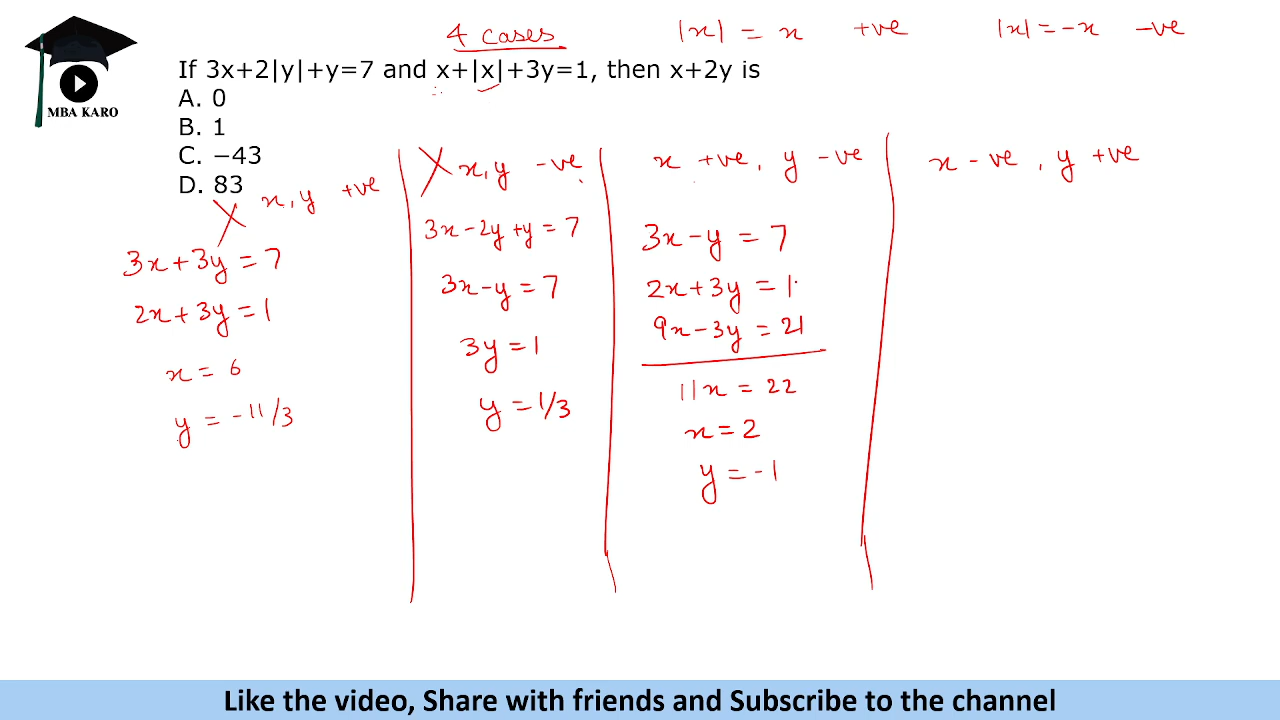 4 cases
|x| = x +ve
|x| = -x -ve
If 3x+2|y|+y=7 and x+|x|+3y=1, then x+2y is
A. 0
B. 1
C. −43
D. 83
MBA KARO
x, y +ve
3x + 3y = 7
2x + 3y = 1
x = 6
y = -11/3
x, y -ve
3x - 2y + y = 7
3x - y = 7
3y = 1
y = 1/3
x +ve, y -ve
3x - y = 7
2x + 3y = 1
9x - 3y = 21
11x = 22
x = 2
y = -1
x -ve, y +ve
Like the video, Share with friends and Subscribe to the channel